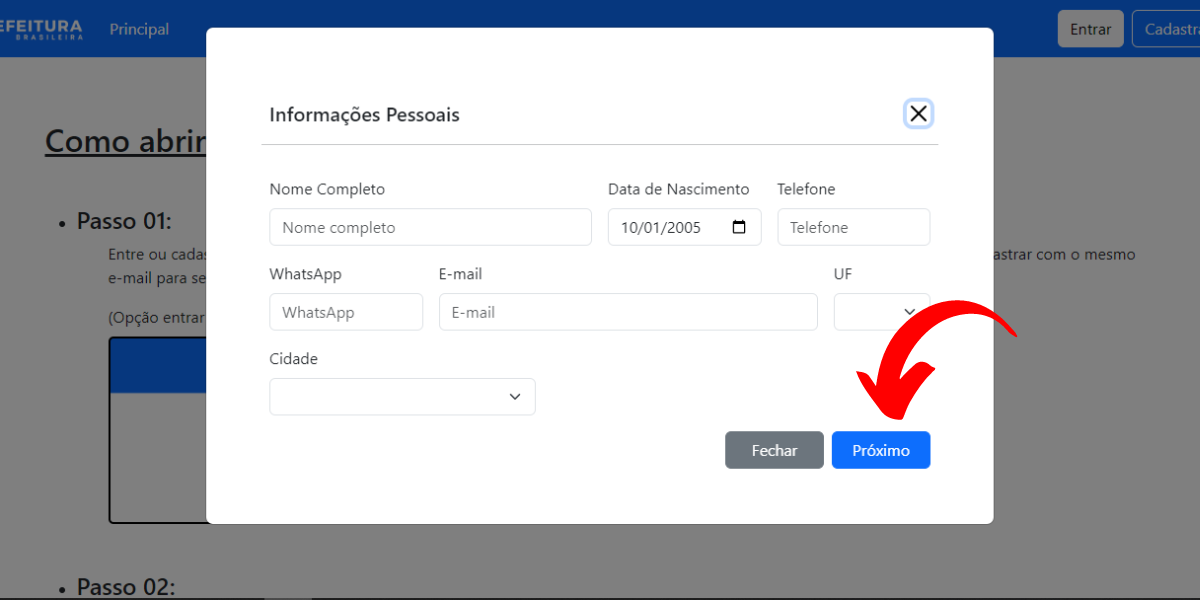 EFEITURA
BRASILEIRA
Principal
Entrar
Cadastra
Informações Pessoais
Como abrir
Nome Completo
Data de Nascimento
Telefone
Nome completo
10/01/2005
Telefone
Passo 01:
Entre ou cadas
astrar com o mesmo
e-mail para se
WhatsApp
E-mail
UF
WhatsApp
E-mail
(Opção entrar
Cidade
Fechar
Próximo
Passo 02: